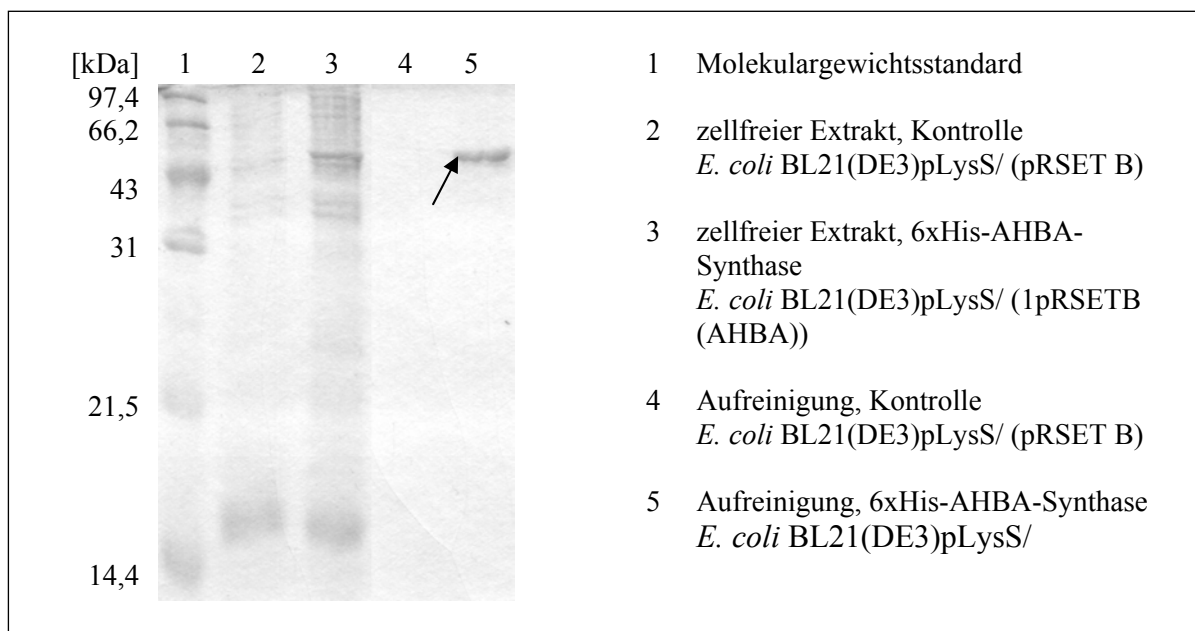 [kDa] 1 2 3 4 5
97,4
66,2
43
31
21,5
14,4
1 Molekulargewichtsstandard
2 zellfreier Extrakt, Kontrolle
E. coli BL21(DE3)pLysS/ (pRSET B)
3 zellfreier Extrakt, 6xHis-AHBA-
Synthase
E. coli BL21(DE3)pLysS/ (1pRSETB
(AHBA))
4 Aufreinigung, Kontrolle
E. coli BL21(DE3)pLysS/ (pRSET B)
5 Aufreinigung, 6xHis-AHBA-Synthase
E. coli BL21(DE3)pLysS/